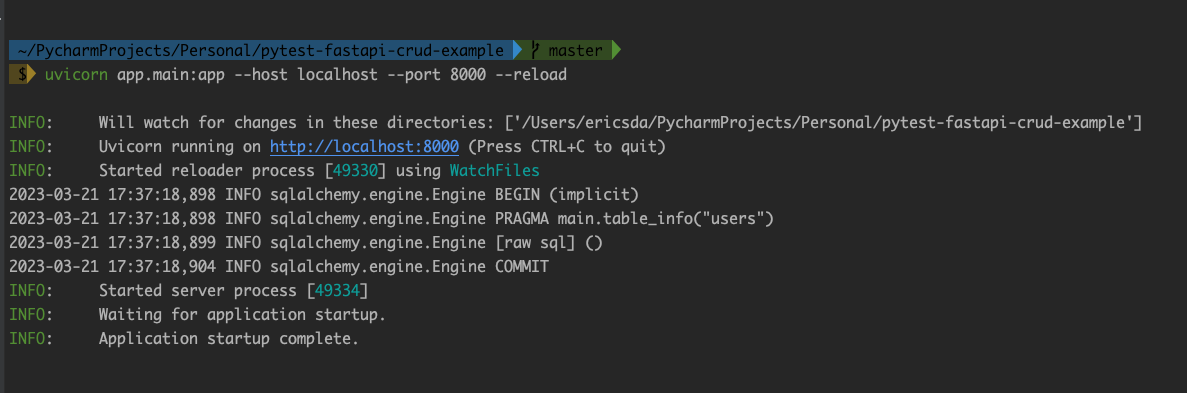 ~/PycharmProjects/Personal/pytest-fastapi-crud-example master
$ uvicorn app.main:app --host localhost --port 8000 --reload
INFO: Will watch for changes in these directories: ['/Users/ericsda/PycharmProjects/Personal/pytest-fastapi-crud-example']
INFO: Uvicorn running on http://localhost:8000 (Press CTRL+C to quit)
INFO: Started reloader process [49330] using WatchFiles
2023-03-21 17:37:18,898 INFO sqlalchemy.engine.Engine BEGIN (implicit)
2023-03-21 17:37:18,898 INFO sqlalchemy.engine.Engine PRAGMA main.table_info("users")
2023-03-21 17:37:18,899 INFO sqlalchemy.engine.Engine [raw sql] ()
2023-03-21 17:37:18,904 INFO sqlalchemy.engine.Engine COMMIT
INFO: Started server process [49334]
INFO: Waiting for application startup.
INFO: Application startup complete.